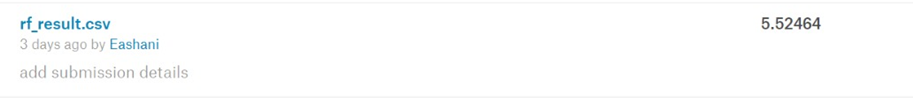 rf_result.csv 5.52464
3 days ago by Eashani
add submission details